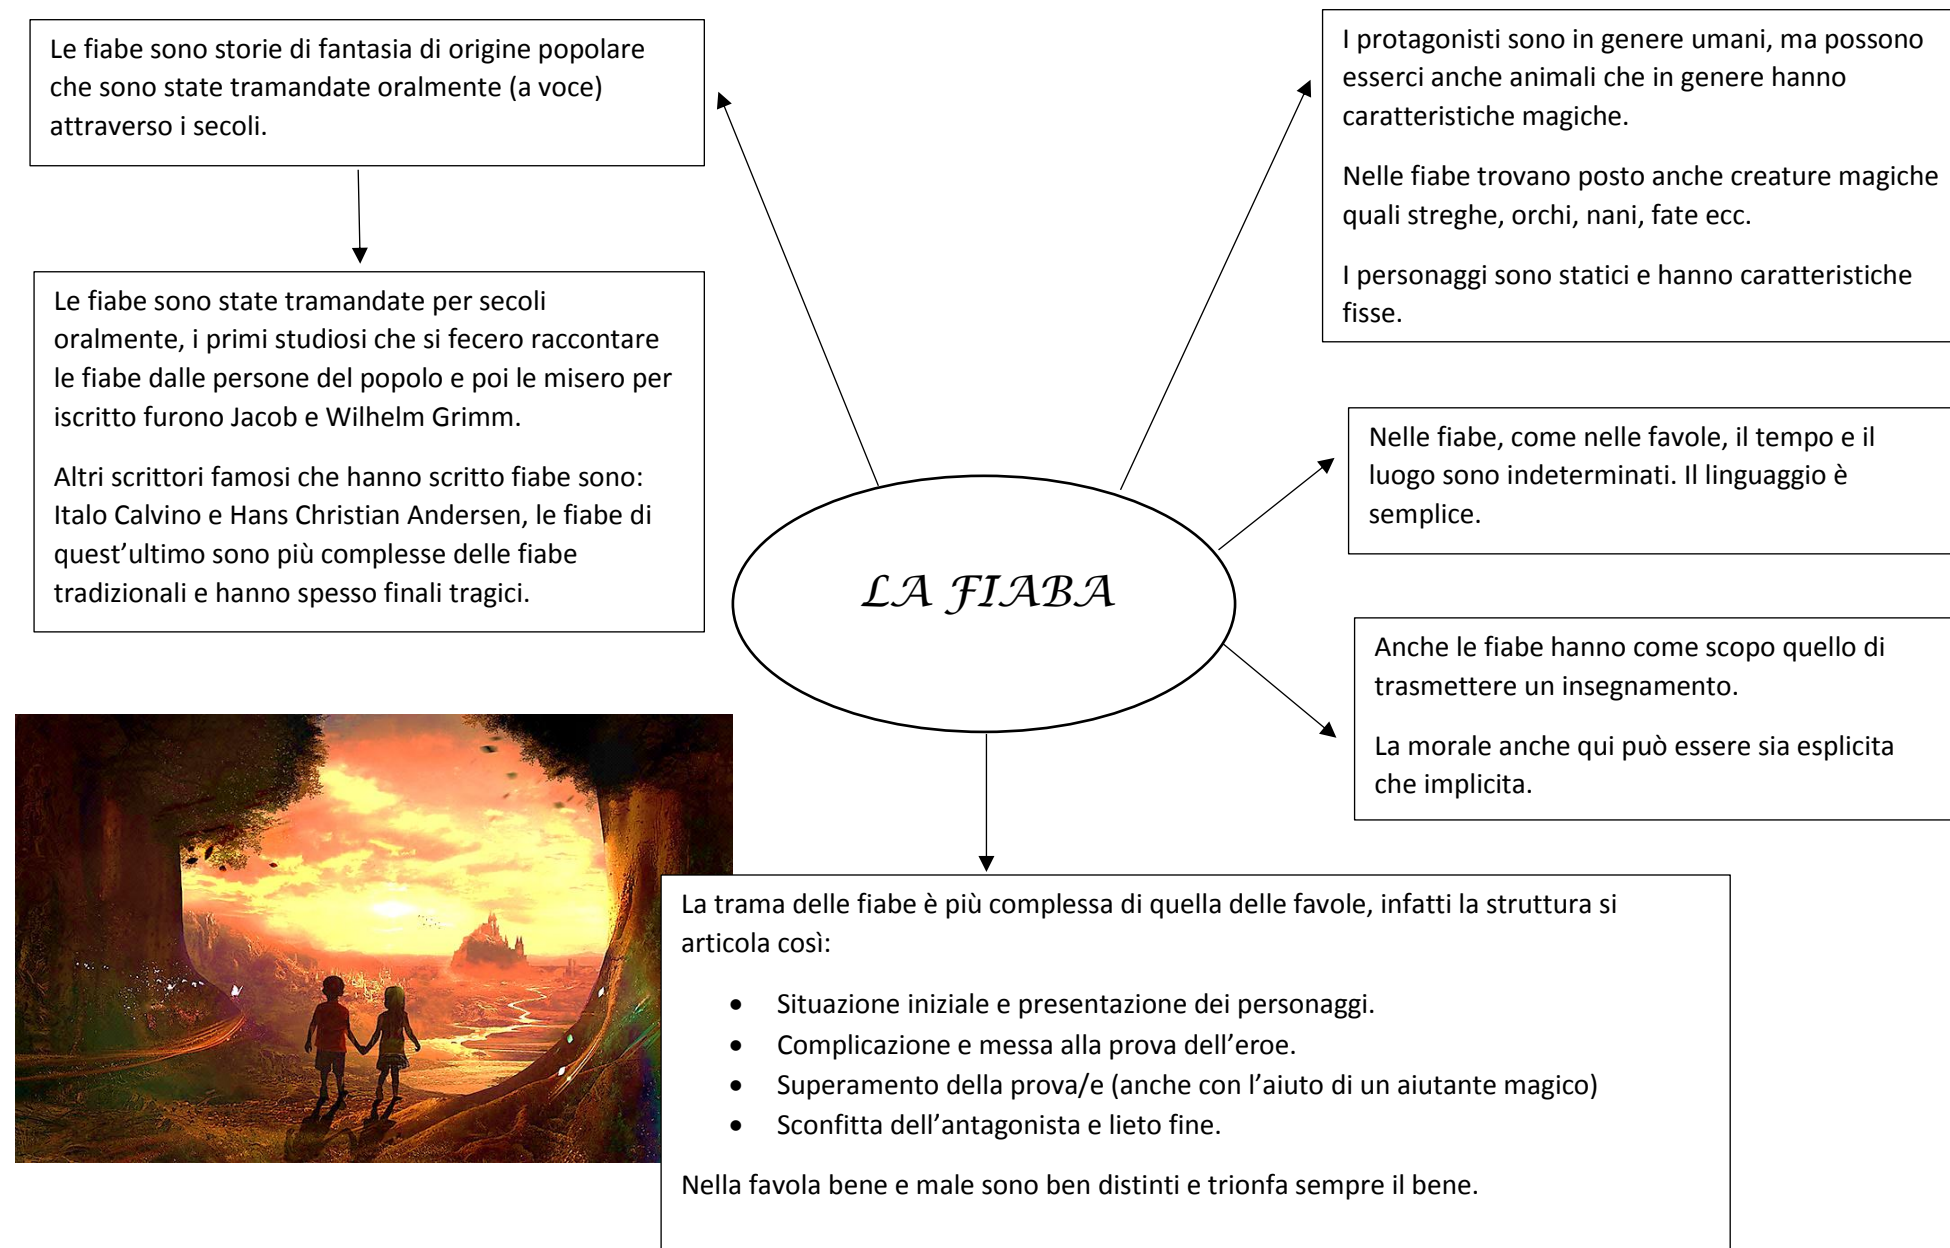 Le fiabe sono storie di fantasia di origine popolare
che sono state tramandate oralmente (a voce)
attraverso i secoli.
Le fiabe sono state tramandate per secoli
oralmente, i primi studiosi che si fecero raccontare
le fiabe dalle persone del popolo e poi le misero per
iscritto furono Jacob e Wilhelm Grimm.
Altri scrittori famosi che hanno scritto fiabe sono:
Italo Calvino e Hans Christian Andersen, le fiabe di
quest’ultimo sono più complesse delle fiabe
tradizionali e hanno spesso finali tragici.
LA FIABA
I protagonisti sono in genere umani, ma possono
esserci anche animali che in genere hanno
caratteristiche magiche.
Nelle fiabe trovano posto anche creature magiche
quali streghe, orchi, nani, fate ecc.
I personaggi sono statici e hanno caratteristiche
fisse.
Nelle fiabe, come nelle favole, il tempo e il
luogo sono indeterminati. Il linguaggio è
semplice.
Anche le fiabe hanno come scopo quello di
trasmettere un insegnamento.
La morale anche qui può essere sia esplicita
che implicita.
La trama delle fiabe è più complessa di quella delle favole, infatti la struttura si
articola così:
• Situazione iniziale e presentazione dei personaggi.
• Complicazione e messa alla prova dell’eroe.
• Superamento della prova/e (anche con l’aiuto di un aiutante magico)
• Sconfitta dell’antagonista e lieto fine.
Nella favola bene e male sono ben distinti e trionfa sempre il bene.